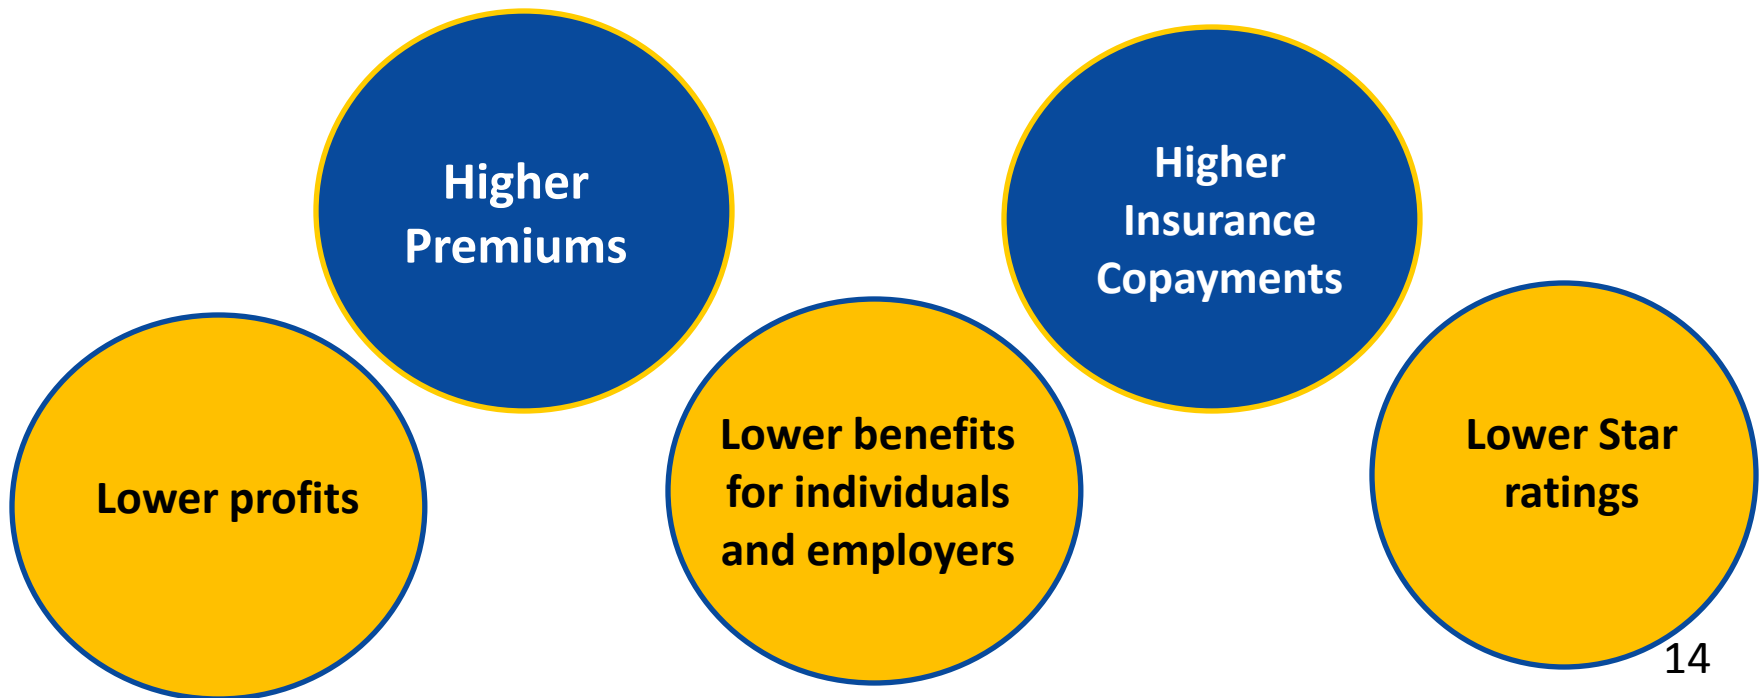 Higher
Premiums
Higher
Insurance
Copayments
Lower profits
Lower benefits
for individuals
and employers
Lower Star
ratings
14